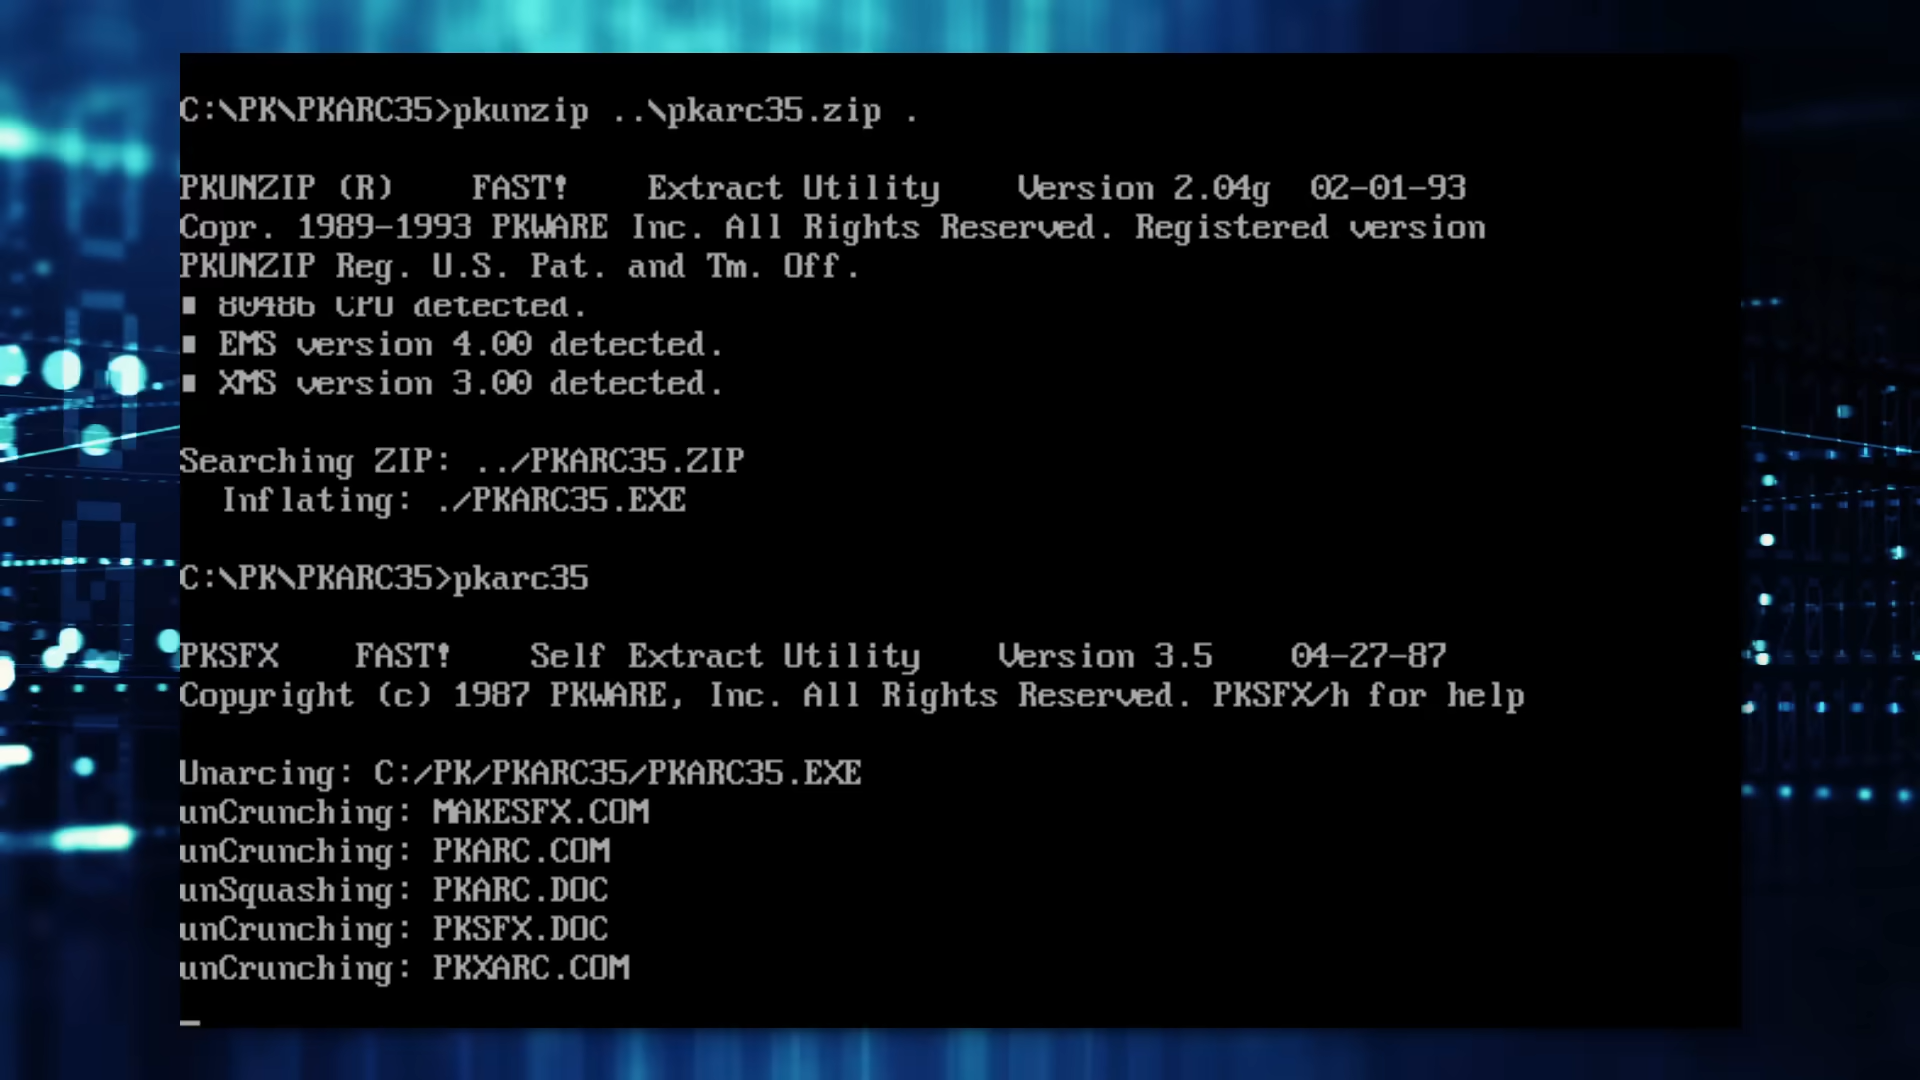 C:\PK\PKARC35>pkunzip ..\pkarc35.zip .
PKUNZIP (R)    FAST!    Extract Utility    Version 2.04g  02-01-93
Copr. 1989-1993 PKWARE Inc. All Rights Reserved. Registered version
PKUNZIP Reg. U.S. Pat. and Tm. Off.
■ 80486 CPU detected.
■ EMS version 4.00 detected.
■ XMS version 3.00 detected.
Searching ZIP: ../PKARC35.ZIP
  Inflating: ./PKARC35.EXE
C:\PK\PKARC35>pkarc35
PKSFX    FAST!    Self Extract Utility    Version 3.5    04-27-87
Copyright (c) 1987 PKWARE, Inc. All Rights Reserved. PKSFX/h for help
Unarcing: C:/PK/PKARC35/PKARC35.EXE
unCrunching: MAKESFX.COM
unCrunching: PKARC.COM
unSquashing: PKARC.DOC
unCrunching: PKSFX.DOC
unCrunching: PKXARC.COM
_